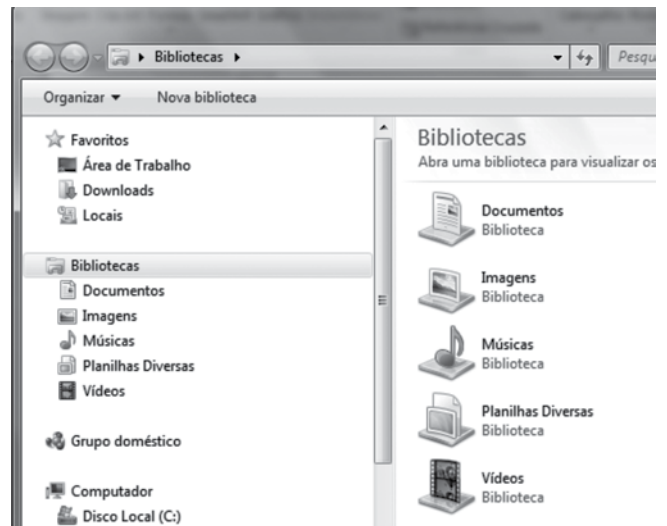 Bibliotecas
Pesqu
Organizar
Nova biblioteca
Favoritos
Área de Trabalho
Downloads
Locais
Bibliotecas
Documentos
Imagens
Músicas
Planilhas Diversas
Vídeos
Grupo doméstico
Computador
Disco Local (C:)
Bibliotecas
Abra uma biblioteca para visualizar os
Documentos
Biblioteca
Imagens
Biblioteca
Músicas
Biblioteca
Planilhas Diversas
Biblioteca
Vídeos
Biblioteca